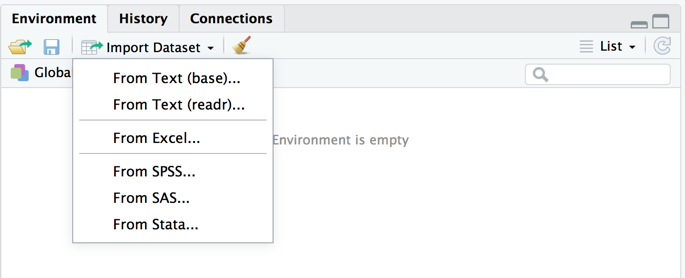 Environment History Connections
Import Dataset List
Globa
From Text (base)...
From Text (readr)...
From Excel...
Environment is empty
From SPSS...
From SAS...
From Stata...